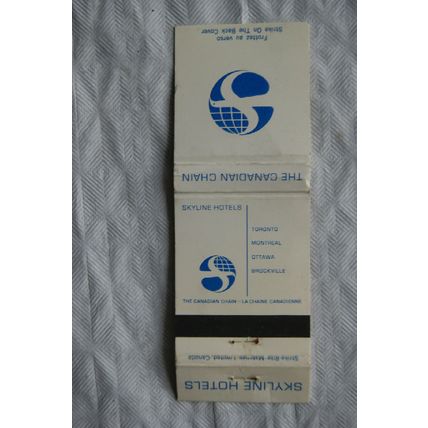 Strike On The Back Cover
Frottez au verso
THE CANADIAN CHAIN
SKYLINE HOTELS
TORONTO
MONTREAL
OTTAWA
BROCKVILLE
THE CANADIAN CHAIN - LA CHAINE CANADIENNE
Strike-Rite Matches Limited, Canada
SKYLINE HOTELS